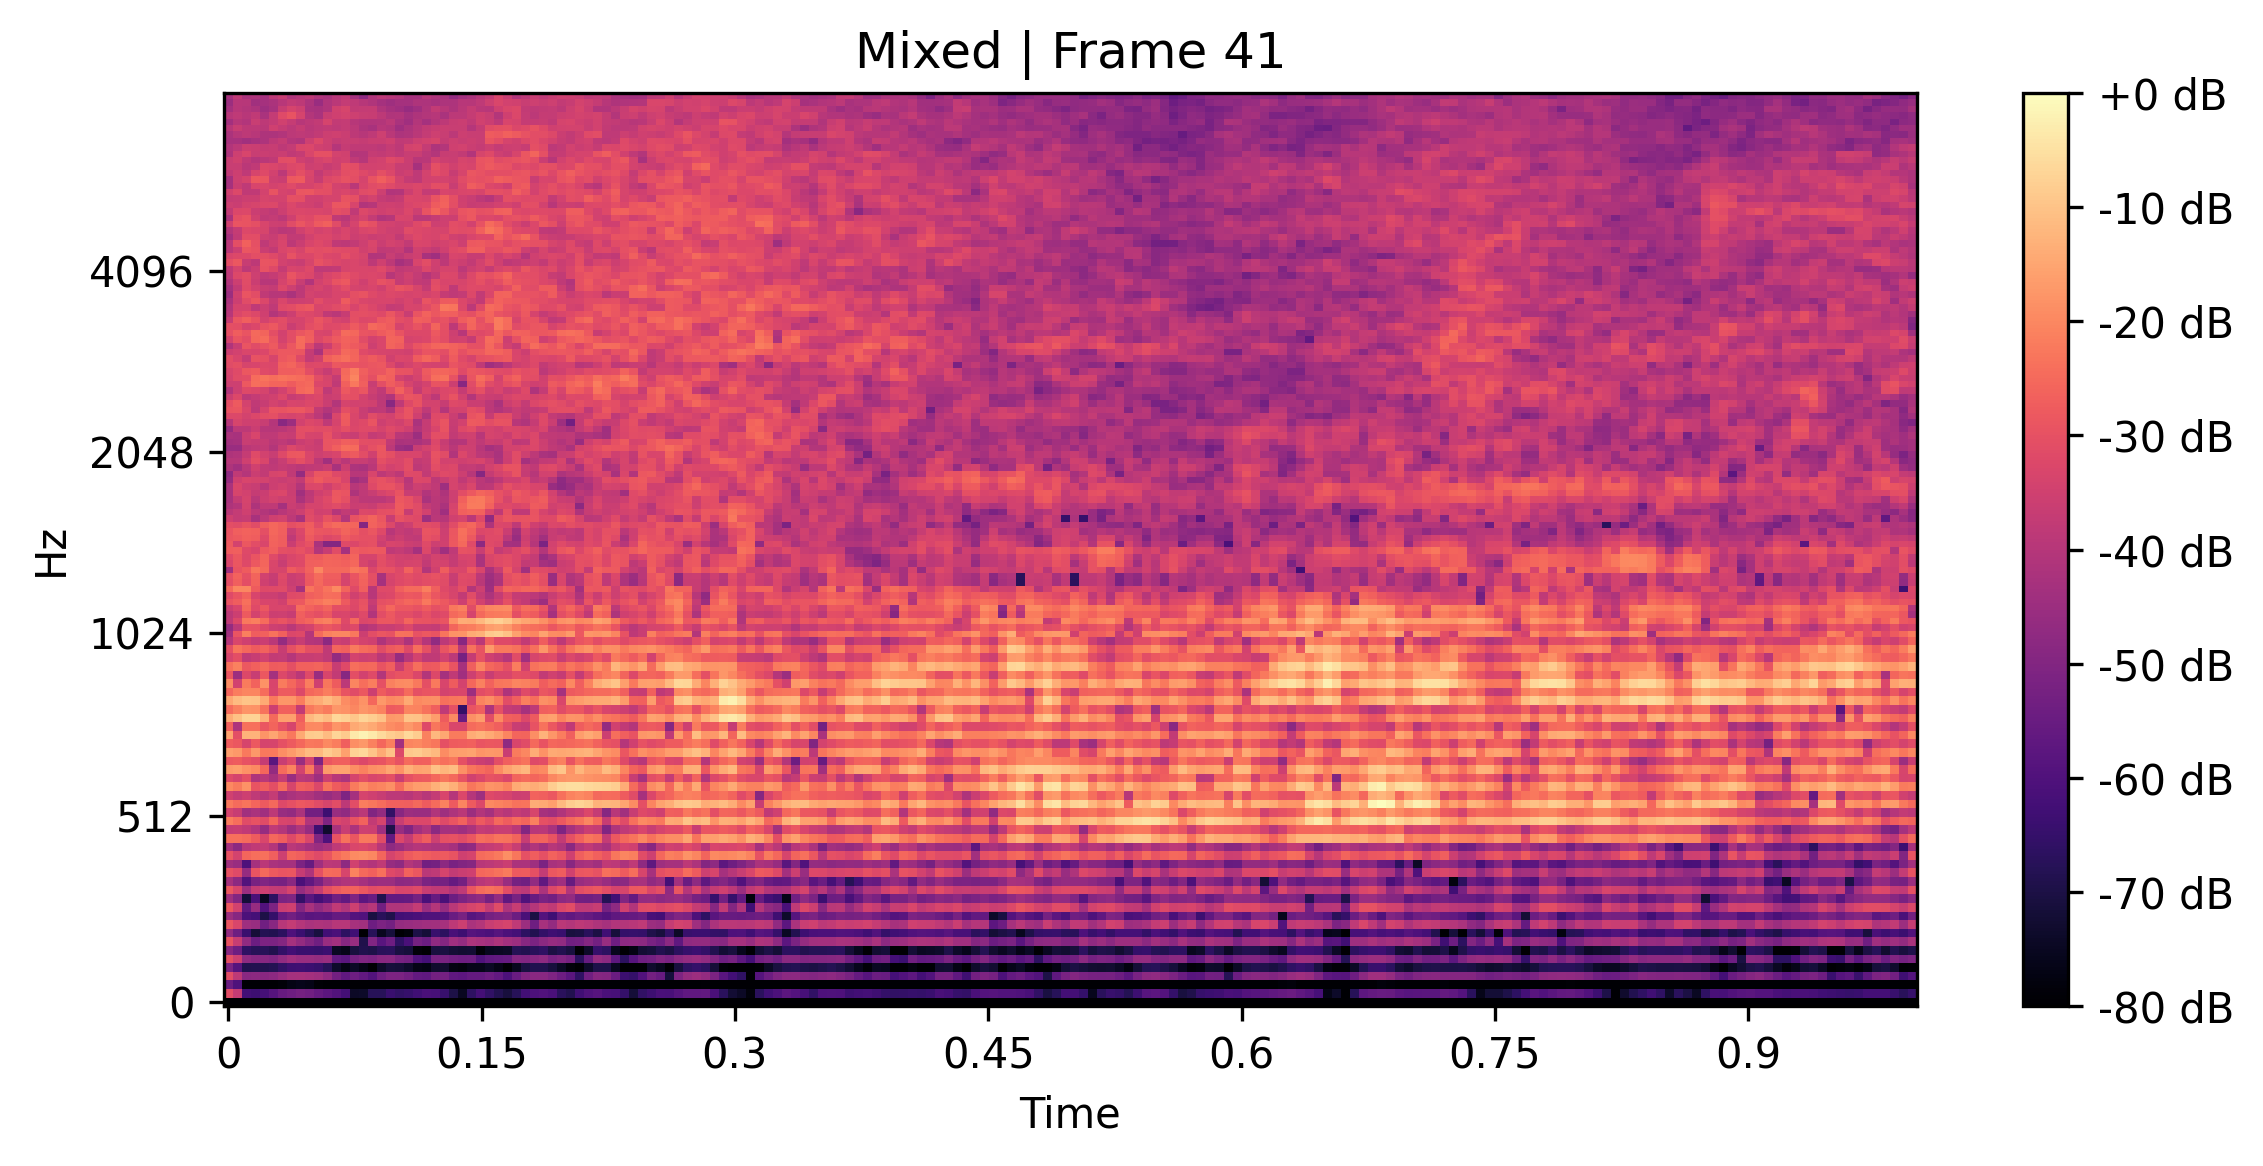 Mixed | Frame 41
Hz
4096
2048
1024
512
0
0 0.15 0.3 0.45 0.6 0.75 0.9
Time
+0 dB
-10 dB
-20 dB
-30 dB
-40 dB
-50 dB
-60 dB
-70 dB
-80 dB